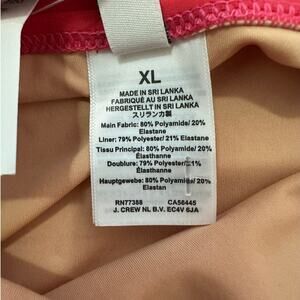 XL
MADE IN SRI LANKA
FABRIQUÉ AU SRI LANKA
HERGESTELLT IN SRI LANKA
スリランカ製
Main Fabric: 80% Polyamide/ 20%
Elastane
Liner: 79% Polyester/ 21% Elastane
Tissu Principal: 80% Polyamide/ 20%
Élasthanne
Doublure: 79% Polyester/21%
Élasthanne
Hauptgewebe: 80% Polyamid/ 20%
Elastan
RN77388 CA56445
J. CREW NL B.V. EC4V 6JA